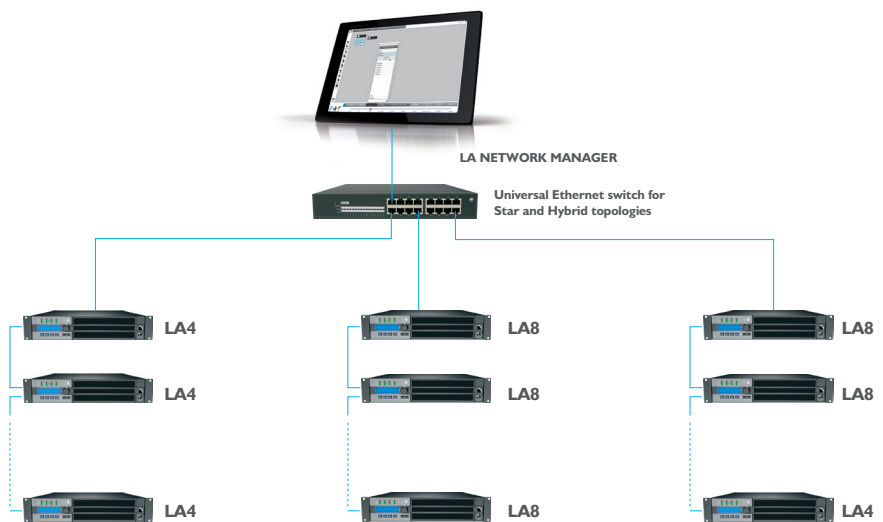 LA NETWORK MANAGER
Universal Ethernet switch for
Star and Hybrid topologies
LA4
LA8
LA8
LA4
LA8
LA8
LA4
LA8
LA4